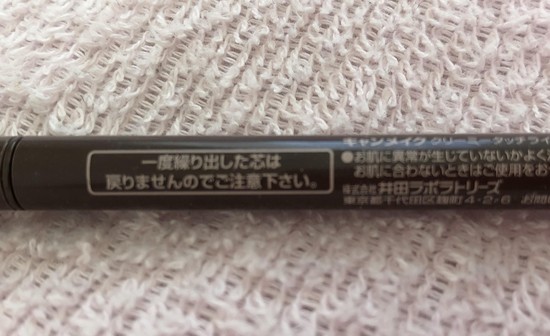 一度繰り出した芯は
戻りませんのでご注意下さい。
キャンメイク クリーミータッチライ
●お肌に異常が生じていないかよく
お肌に合わないときはご使用をお
株式会社 井田ラボラトリーズ
東京都千代田区麹町4-2-6